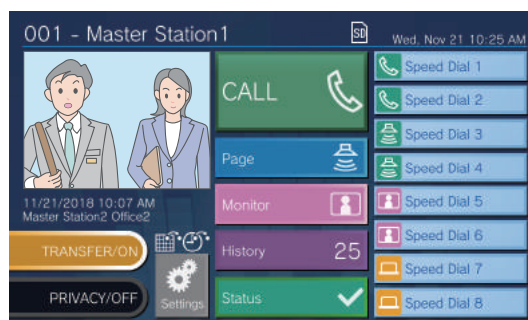 001 - Master Station1
SD
Wed, Nov 21 10:25 AM
CALL
Page
Monitor
History 25
Status
11/21/2018 10:07 AM
Master Station2 Office2
TRANSFER/ON
PRIVACY/OFF
Settings
Speed Dial 1
Speed Dial 2
Speed Dial 3
Speed Dial 4
Speed Dial 5
Speed Dial 6
Speed Dial 7
Speed Dial 8